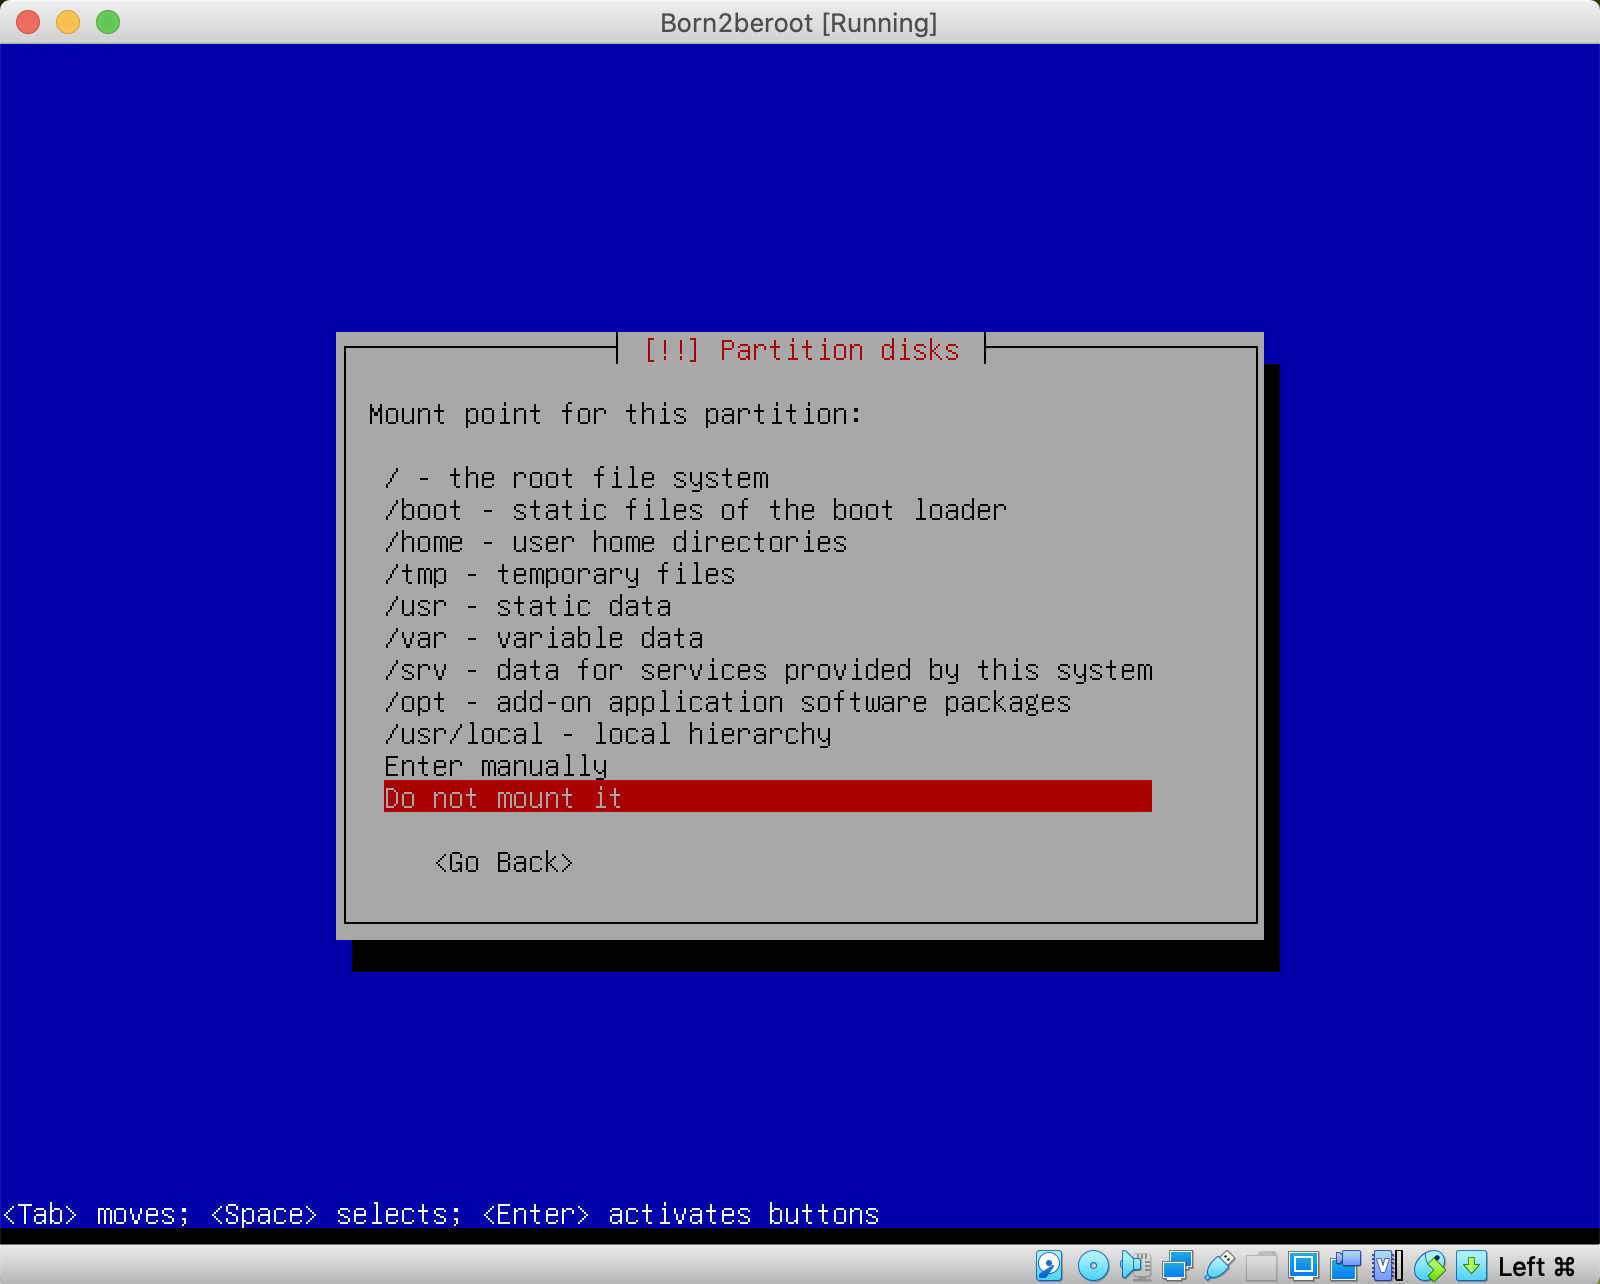 Born2beroot [Running]
[!!] Partition disks
Mount point for this partition:
/ - the root file system
/boot - static files of the boot loader
/home - user home directories
/tmp - temporary files
/usr - static data
/var - variable data
/srv - data for services provided by this system
/opt - add-on application software packages
/usr/local - local hierarchy
Enter manually
Do not mount it
<Go Back>
<Tab> moves; <Space> selects; <Enter> activates buttons
Left ⌘